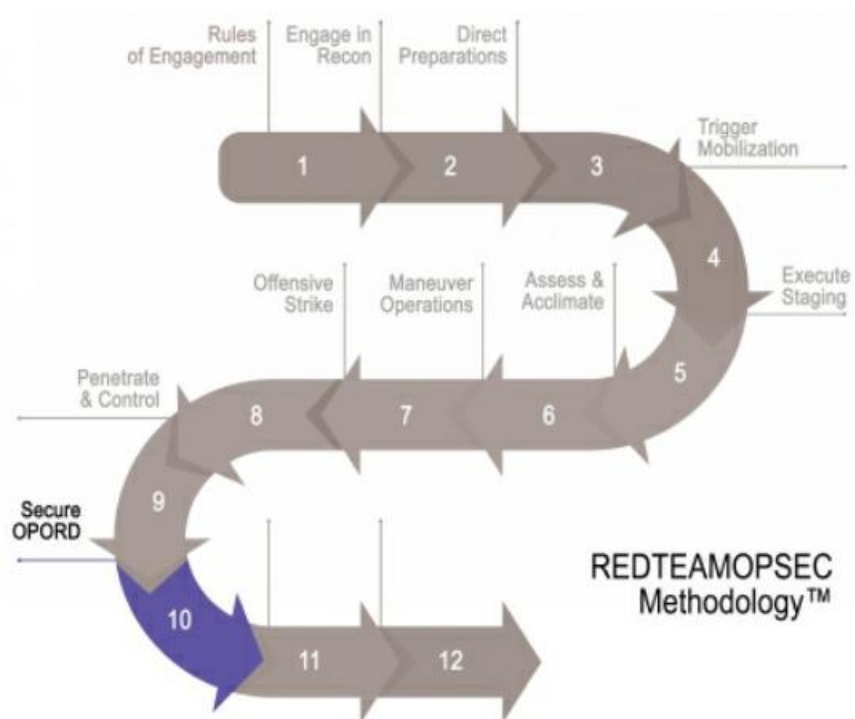 Rules
of Engagement
Engage in
Recon
Direct
Preparations
1
2
3
Trigger
Mobilization
4
Execute
Staging
5
Assess &
Acclimate
6
Maneuver
Operations
7
Offensive
Strike
8
Penetrate
& Control
9
Secure
OPORD
10
11
12
REDTEAMOPSEC
Methodology™